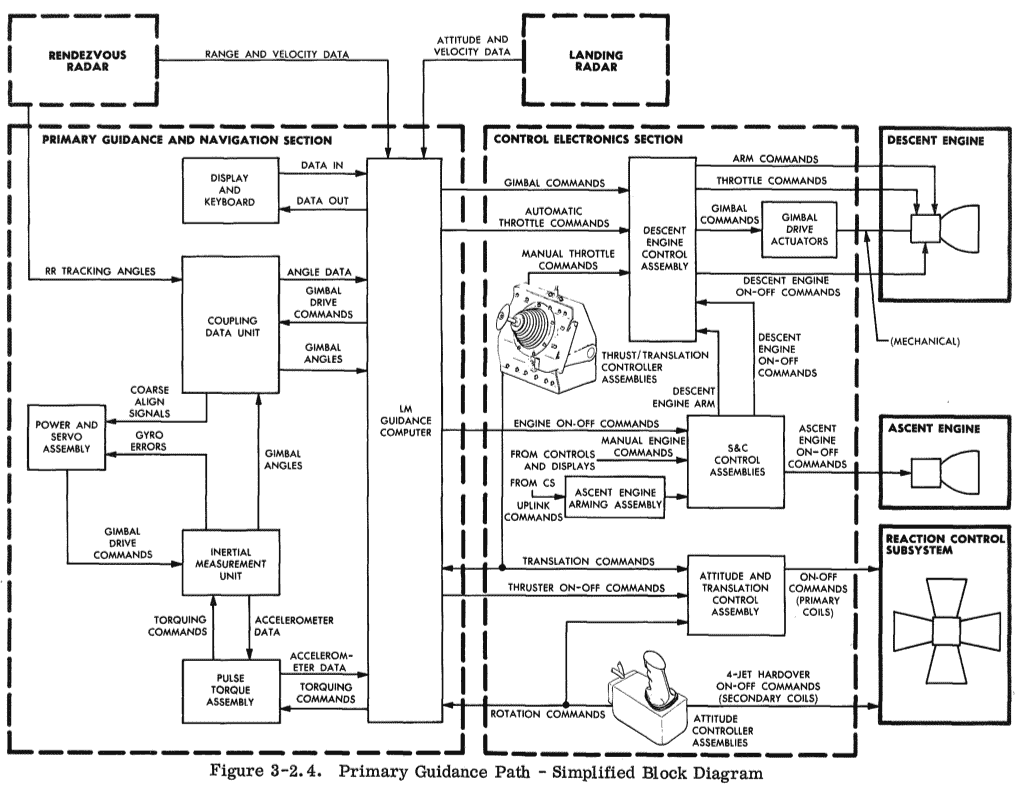 RENDEZVOUS
RADAR
RANGE AND VELOCITY DATA
ATTITUDE AND
VELOCITY DATA
LANDING
RADAR
PRIMARY GUIDANCE AND NAVIGATION SECTION
DISPLAY
AND
KEYBOARD
DATA IN
DATA OUT
RR TRACKING ANGLES
COUPLING
DATA UNIT
ANGLE DATA
GIMBAL
DRIVE
COMMANDS
GIMBAL
ANGLES
COARSE
ALIGN
SIGNALS
POWER AND
SERVO
ASSEMBLY
GYRO
ERRORS
GIMBAL
ANGLES
LM
GUIDANCE
COMPUTER
GIMBAL
DRIVE
COMMANDS
INERTIAL
MEASUREMENT
UNIT
TORQUING
COMMANDS
ACCELEROMETER
DATA
PULSE
TORQUE
ASSEMBLY
ACCELEROM-
ETER DATA
TORQUING
COMMANDS
CONTROL ELECTRONICS SECTION
GIMBAL COMMANDS
AUTOMATIC
THROTTLE COMMANDS
MANUAL THROTTLE
COMMANDS
DESCENT
ENGINE
CONTROL
ASSEMBLY
ARM COMMANDS
THROTTLE COMMANDS
GIMBAL
COMMANDS
GIMBAL
DRIVE
ACTUATORS
DESCENT ENGINE
ON-OFF COMMANDS
THRUST/TRANSLATION
CONTROLLER
ASSEMBLIES
DESCENT
ENGINE ARM
DESCENT
ENGINE
ON-OFF
COMMANDS
ENGINE ON-OFF COMMANDS
MANUAL ENGINE
COMMANDS
FROM CONTROLS
AND DISPLAYS
FROM CS
UPLINK
COMMANDS
ASCENT ENGINE
ARMING ASSEMBLY
S&C
CONTROL
ASSEMBLIES
ASCENT
ENGINE
ON-OFF
COMMANDS
TRANSLATION COMMANDS
THRUSTER ON-OFF COMMANDS
ATTITUDE AND
TRANSLATION
CONTROL
ASSEMBLY
ON-OFF
COMMANDS
(PRIMARY
COILS)
ROTATION COMMANDS
4-JET HARDOVER
ON-OFF COMMANDS
(SECONDARY COILS)
ATTITUDE
CONTROLLER
ASSEMBLIES
DESCENT ENGINE
(MECHANICAL)
ASCENT ENGINE
REACTION CONTROL
SUBSYSTEM
Figure 3-2.4. Primary Guidance Path - Simplified Block Diagram